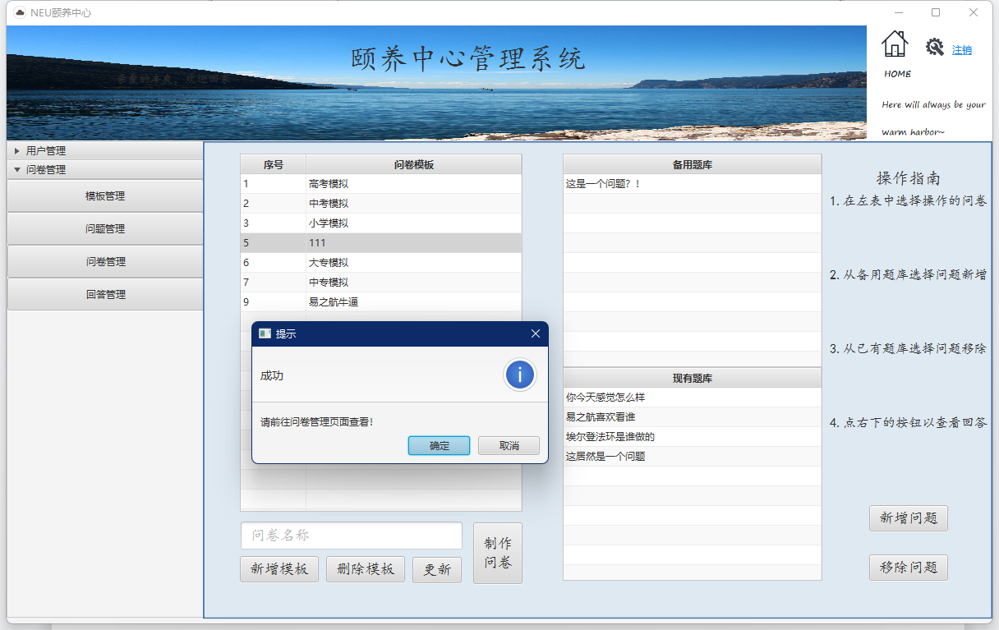 NEU颐养中心
颐养中心管理系统
亲爱的本良，欢迎回家
注销
HOME
Here will always be your
warm harbor~
用户管理
问卷管理
模板管理
问题管理
问卷管理
回答管理
序号 问卷模板
1 高考模拟
2 中考模拟
3 小学模拟
5 111
6 大专模拟
7 中专模拟
9 易之航牛逼
提示
成功
i
请前往问卷管理页面查看!
确定 取消
问卷名称
新增模板 删除模板 更新
制作
问卷
备用题库
这是一个问题？！
现有题库
你今天感觉怎么样
易之航喜欢看谁
埃尔登法环是谁做的
这居然是一个问题
操作指南
1. 在左表中选择操作的问卷
2. 从备用题库选择问题新增
3. 从已有题库选择问题移除
4. 点右下的按钮以查看回答
新增问题
移除问题